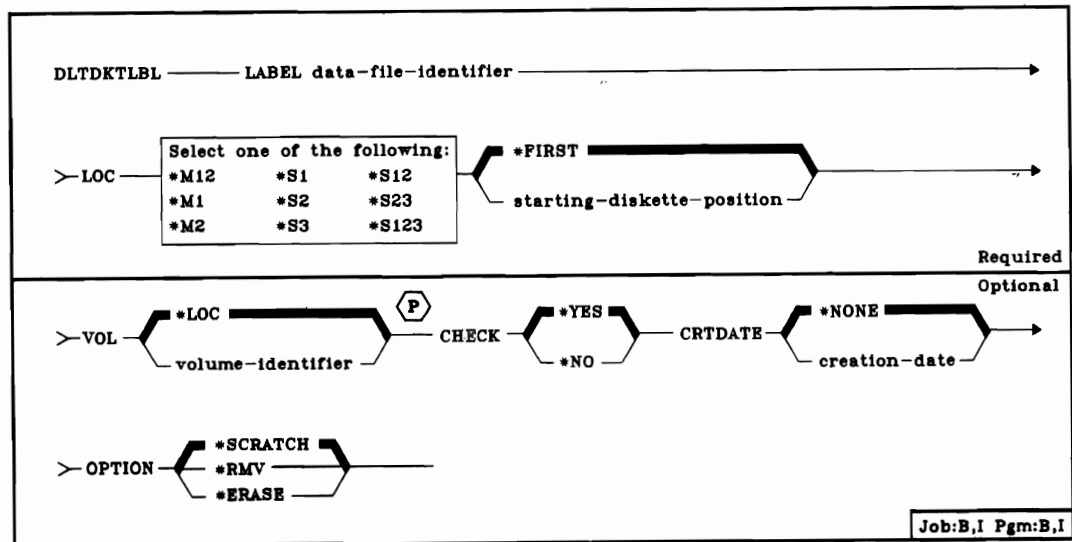 DLTDKTLBL LABEL data-file-identifier
LOC
Select one of the following:
*M12 *S1 *S12
*M1 *S2 *S23
*M2 *S3 *S123
*FIRST
starting-diskette-position
Required
Optional
VOL
*LOC
volume-identifier
P
CHECK
*YES
*NO
CRTDATE
*NONE
creation-date
OPTION
*SCRATCH
*RMV
*ERASE
Job:B,I Pgm:B,I